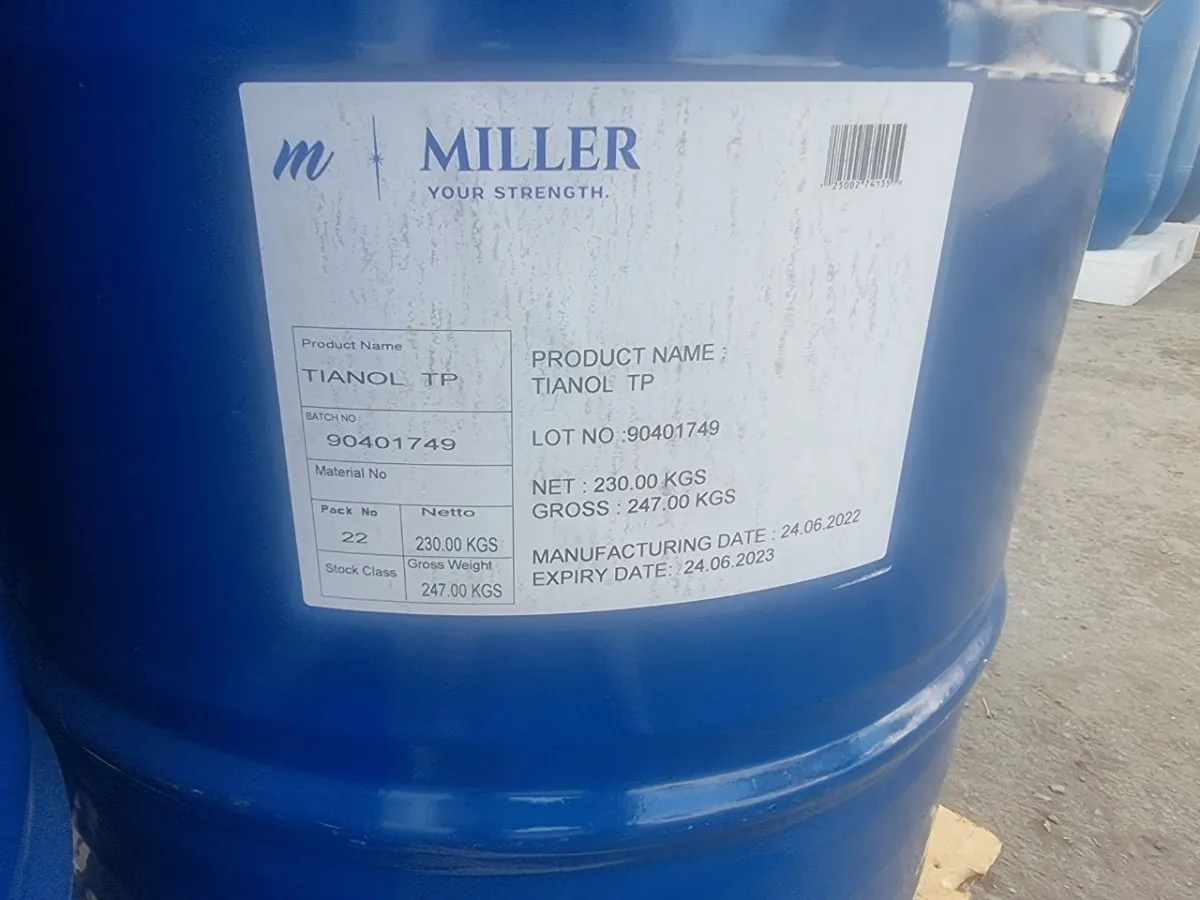 m
MILLER
YOUR STRENGTH.
Product Name
TIANOL TP
BATCH NO
90401749
Material No
Pack No
Netto
22
230.00 KGS
Stock Class
Gross Weight
247.00 KGS
PRODUCT NAME :
TIANOL TP
LOT NO :90401749
NET : 230.00 KGS
GROSS : 247.00 KGS
MANUFACTURING DATE : 24.06.2022
EXPIRY DATE: 24.06.2023